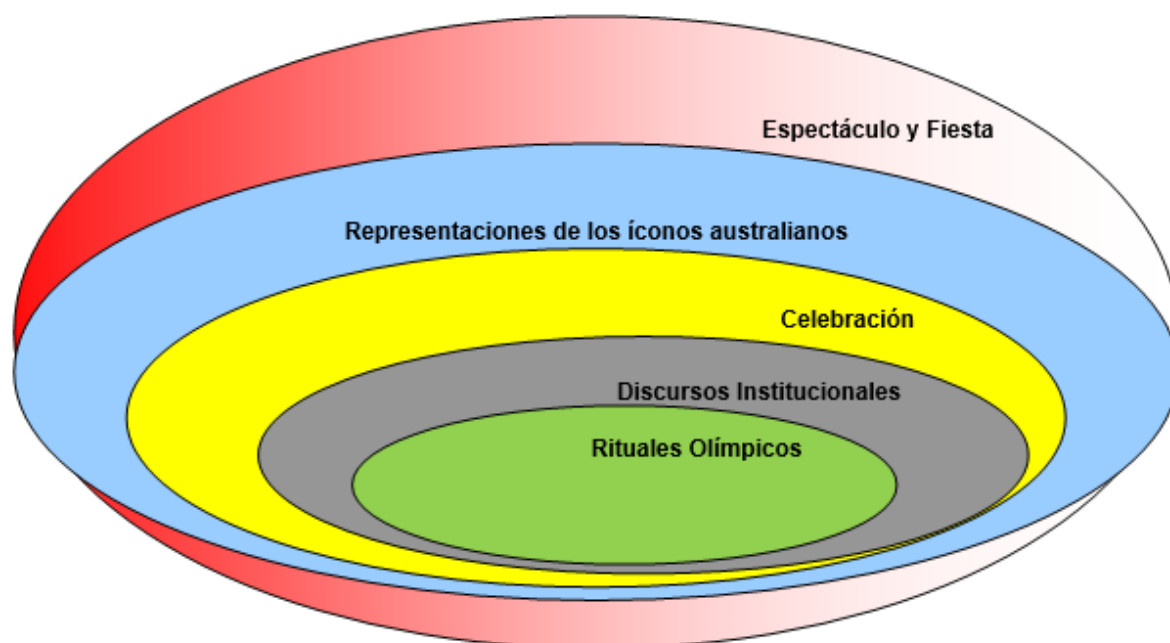 Espectáculo y Fiesta
Representaciones de los íconos australianos
Celebración
Discursos Institucionales
Rituales Olímpicos